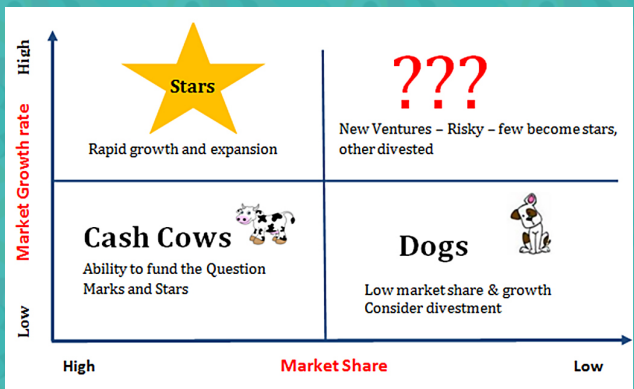 High
Market Growth rate
Low
Stars
Rapid growth and expansion
???
New Ventures – Risky – few become stars,
other divested
Cash Cows
Ability to fund the Question
Marks and Stars
Dogs
Low market share & growth
Consider divestment
High
Market Share
Low